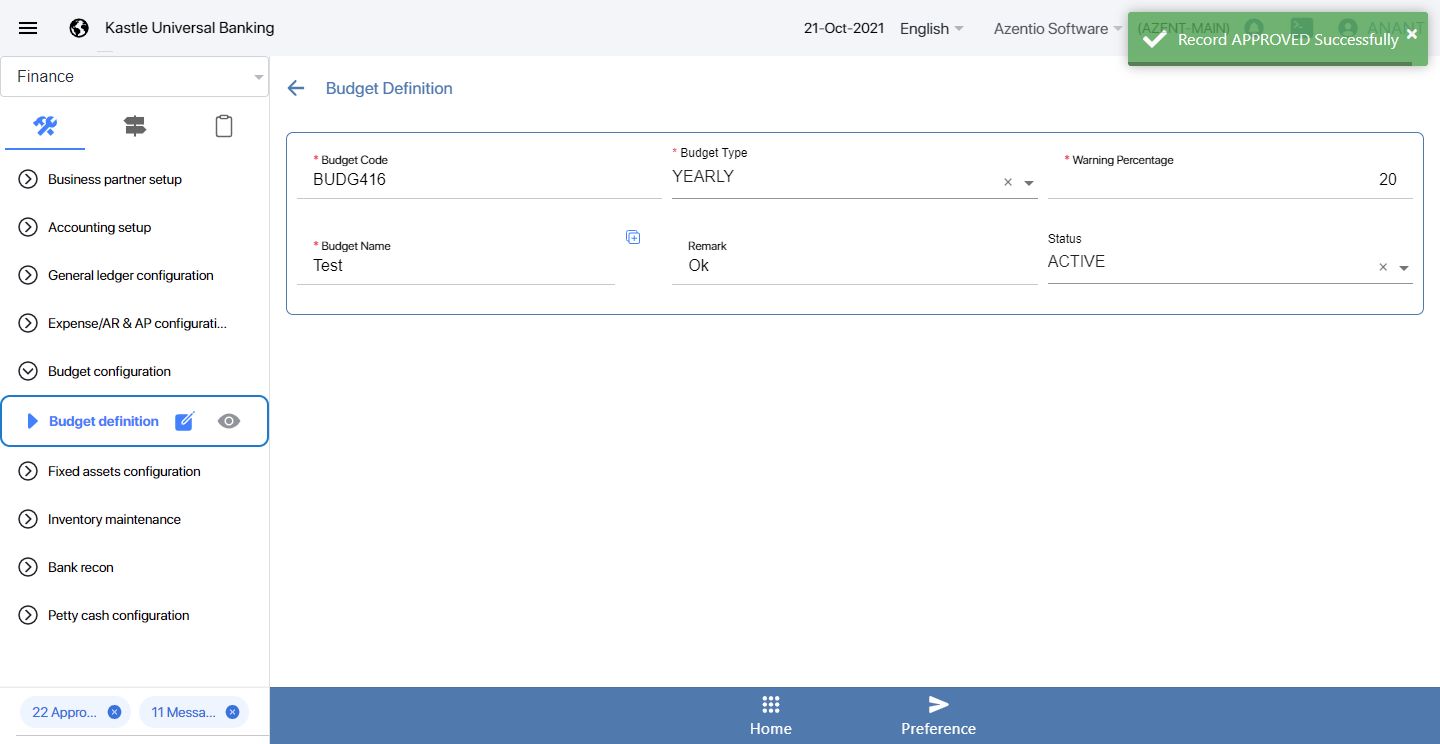 Kastle Universal Banking
21-Oct-2021
English
Azentio Software
(AZENT-MAIN)
ANANT
Record APPROVED Successfully
Finance
Budget Definition
Business partner setup
Accounting setup
General ledger configuration
Expense/AR & AP configurati...
Budget configuration
Budget definition
Fixed assets configuration
Inventory maintenance
Bank recon
Petty cash configuration
* Budget Code
BUDG416
* Budget Type
YEARLY
* Warning Percentage
20
* Budget Name
Test
Remark
Ok
Status
ACTIVE
22 Appro...
11 Messa...
Home
Preference